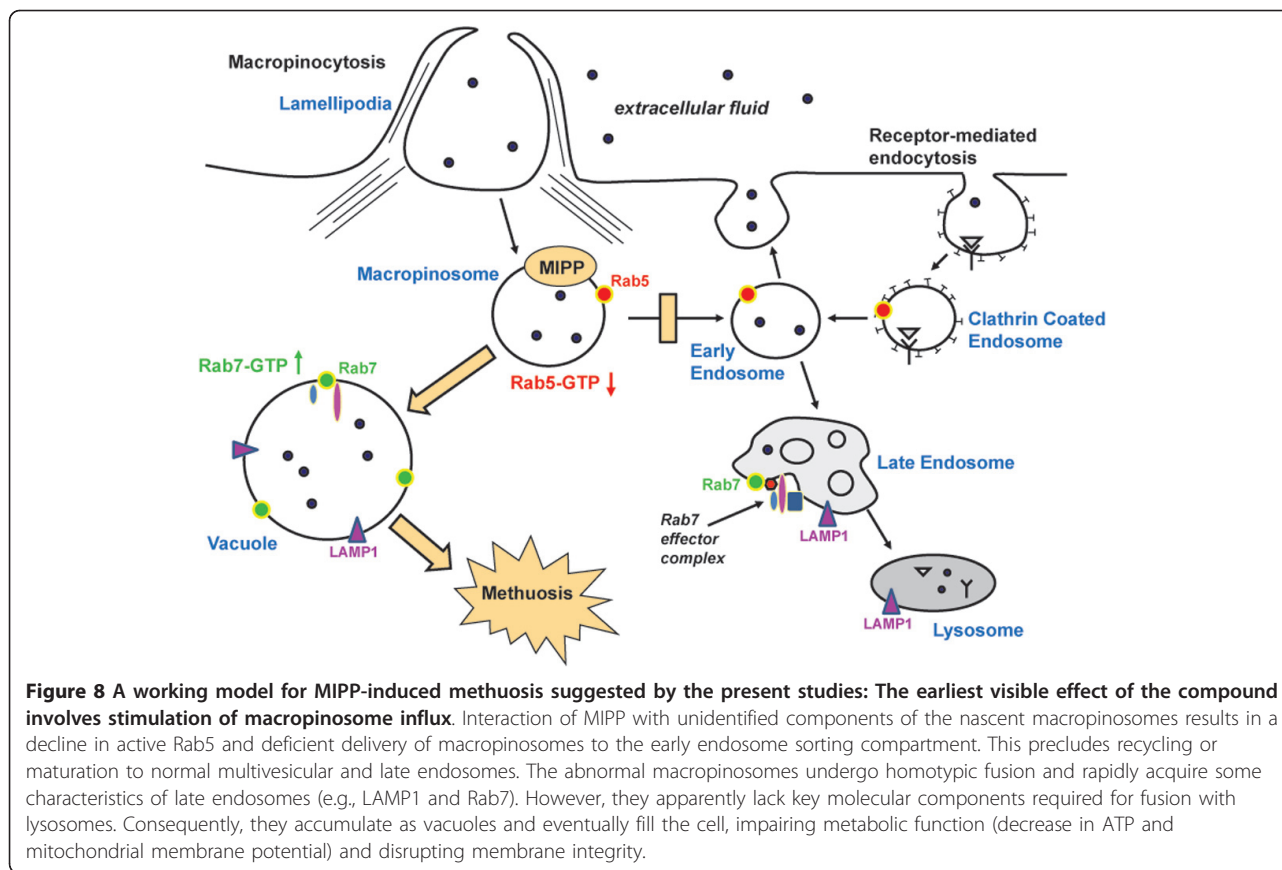 Macropinocytosis
Lamellipodia
extracellular fluid
Receptor-mediated
endocytosis
Macropinosome
MIPP
Rab5
Rab5-GTP ↓
Early
Endosome
Clathrin Coated
Endosome
Rab7-GTP ↑
Rab7
Vacuole
LAMP1
Methuosis
Late Endosome
Rab7
Rab7
effector
complex
LAMP1
LAMP1
Lysosome
Figure 8 A working model for MIPP-induced methuosis suggested by the present studies: The earliest visible effect of the compound
involves stimulation of macropinosome influx. Interaction of MIPP with unidentified components of the nascent macropinosomes results in a
decline in active Rab5 and deficient delivery of macropinosomes to the early endosome sorting compartment. This precludes recycling or
maturation to normal multivesicular and late endosomes. The abnormal macropinosomes undergo homotypic fusion and rapidly acquire some
characteristics of late endosomes (e.g., LAMP1 and Rab7). However, they apparently lack key molecular components required for fusion with
lysosomes. Consequently, they accumulate as vacuoles and eventually fill the cell, impairing metabolic function (decrease in ATP and
mitochondrial membrane potential) and disrupting membrane integrity.